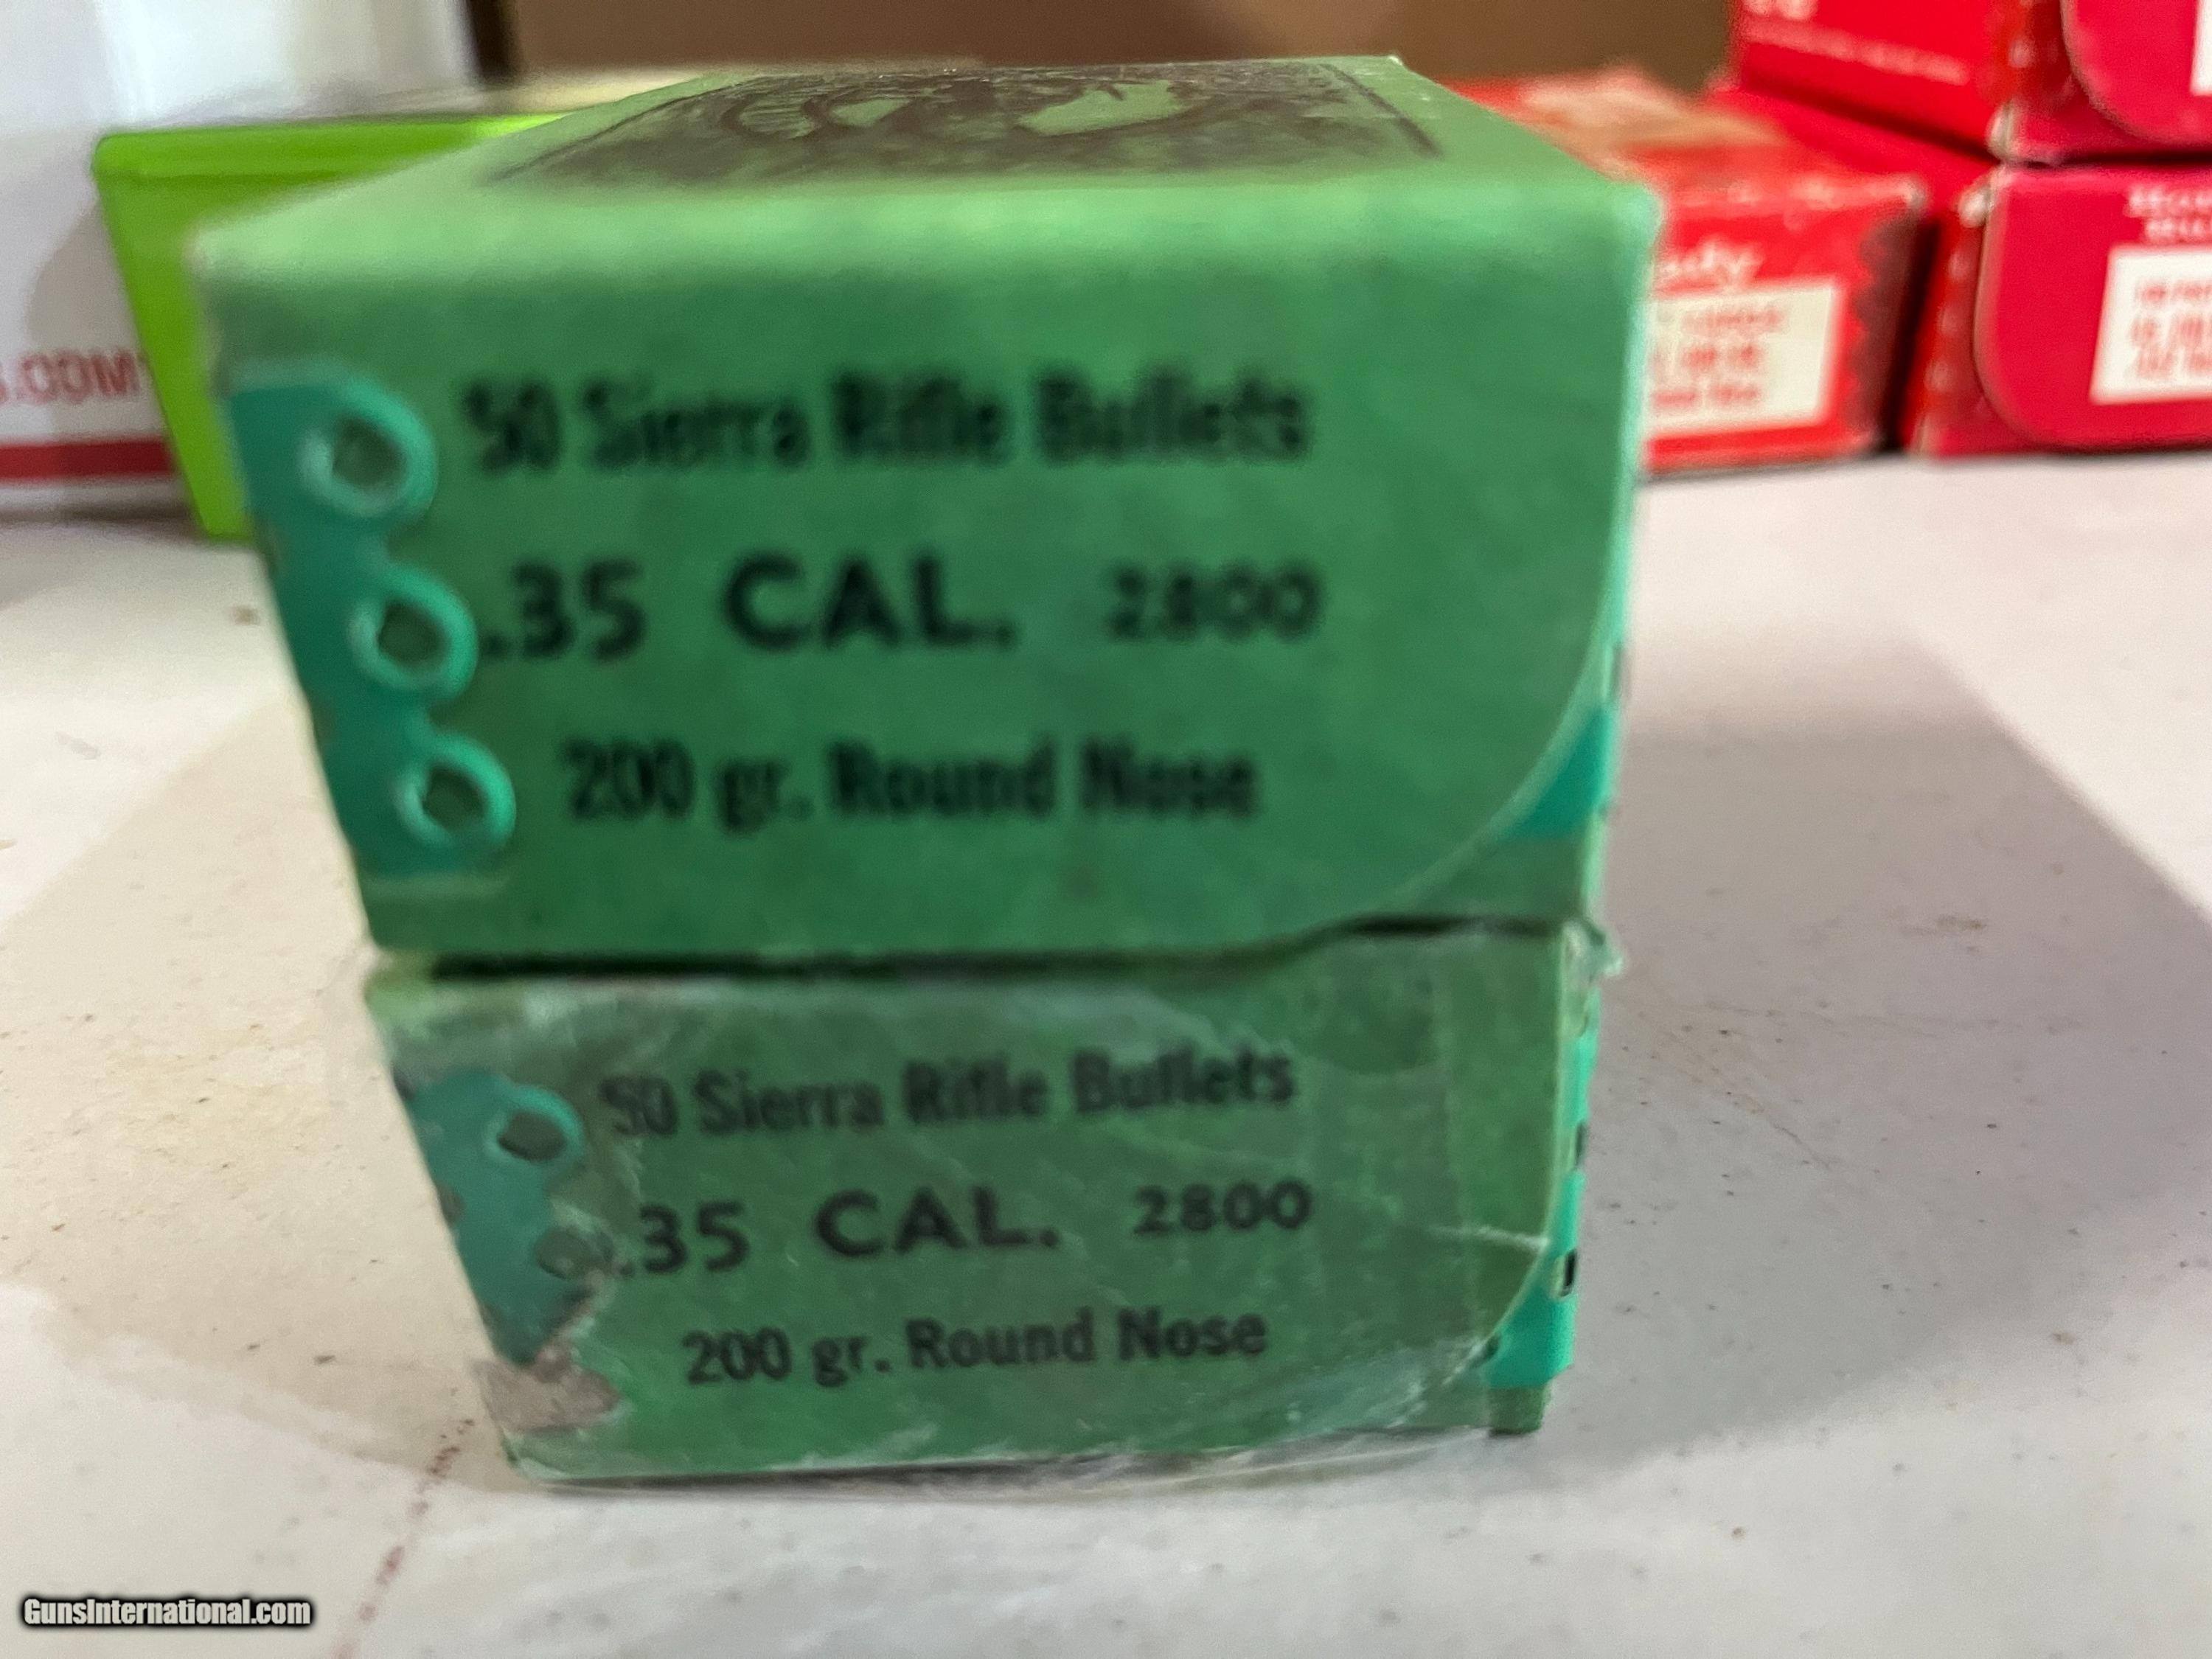 50 Sierra Rifle Bullets
.35 CAL. 2800
200 gr. Round Nose
50 Sierra Rifle Bullets
.35 CAL. 2800
200 gr. Round Nose
GunsInternational.com